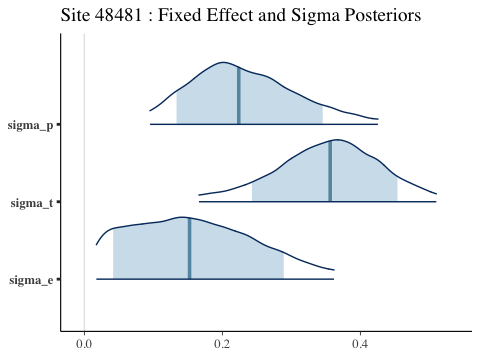 Site 48481 : Fixed Effect and Sigma Posteriors
sigma_p
sigma_t
sigma_e
0.0 0.2 0.4